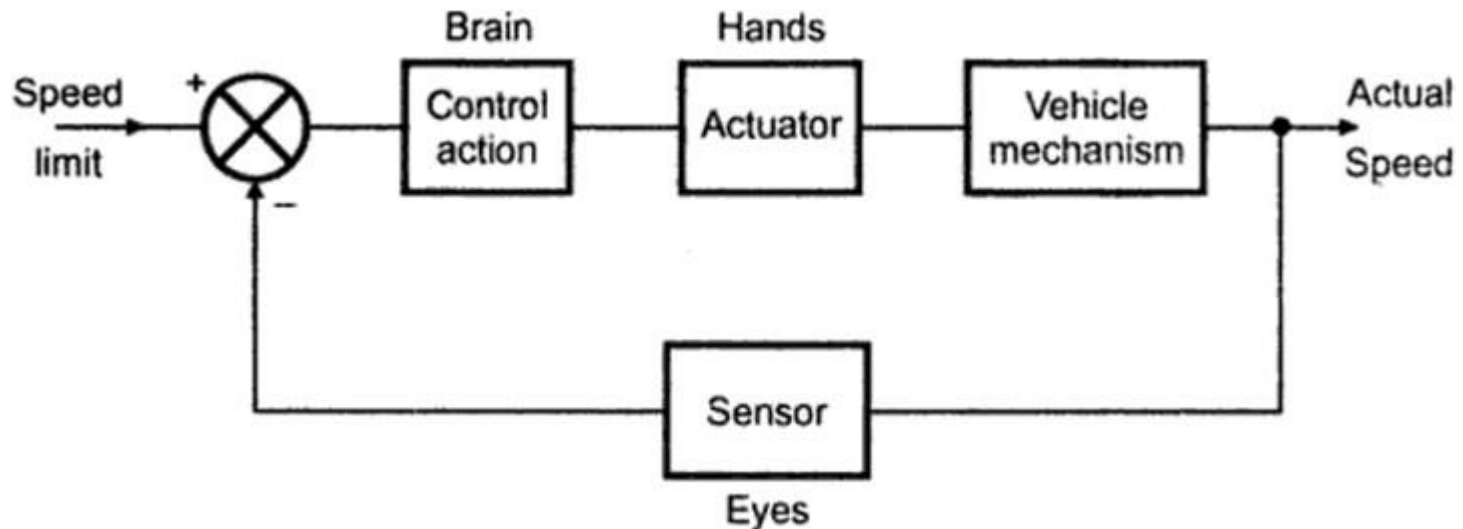 Brain
Hands
Speed
limit
+
−
Control
action
Actuator
Vehicle
mechanism
Actual
Speed
Sensor
Eyes